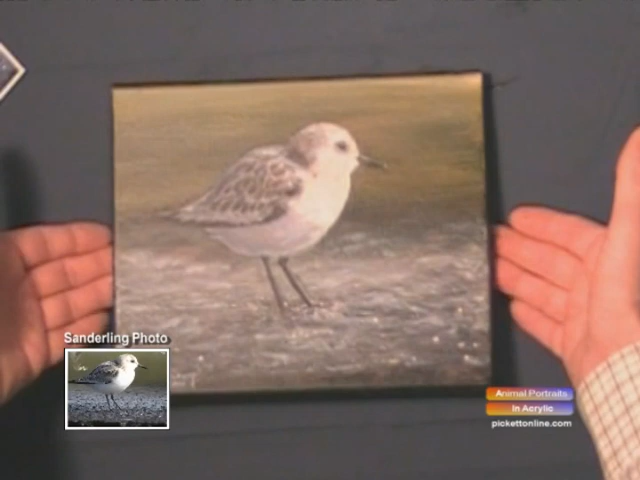 Sanderling Photo
Animal Portraits
In Acrylic
pickettonline.com